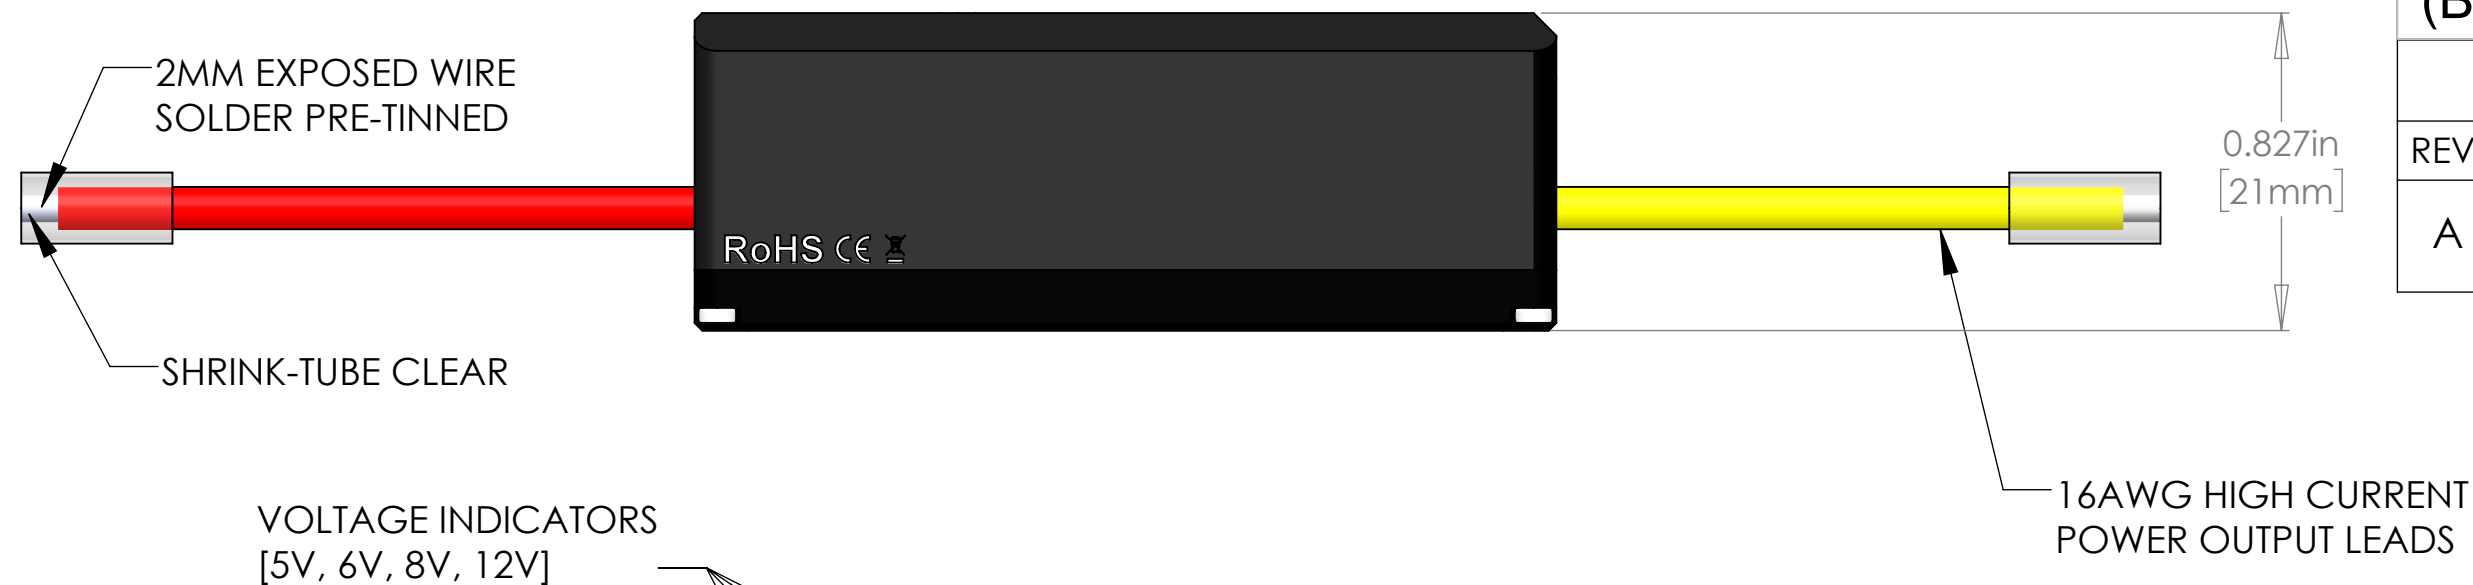 (B
2MM EXPOSED WIRE
SOLDER PRE-TINNED
0.827in
[21mm]
REV
A
RoHS CE
SHRINK-TUBE CLEAR
16AWG HIGH CURRENT
POWER OUTPUT LEADS
VOLTAGE INDICATORS
[5V, 6V, 8V, 12V]